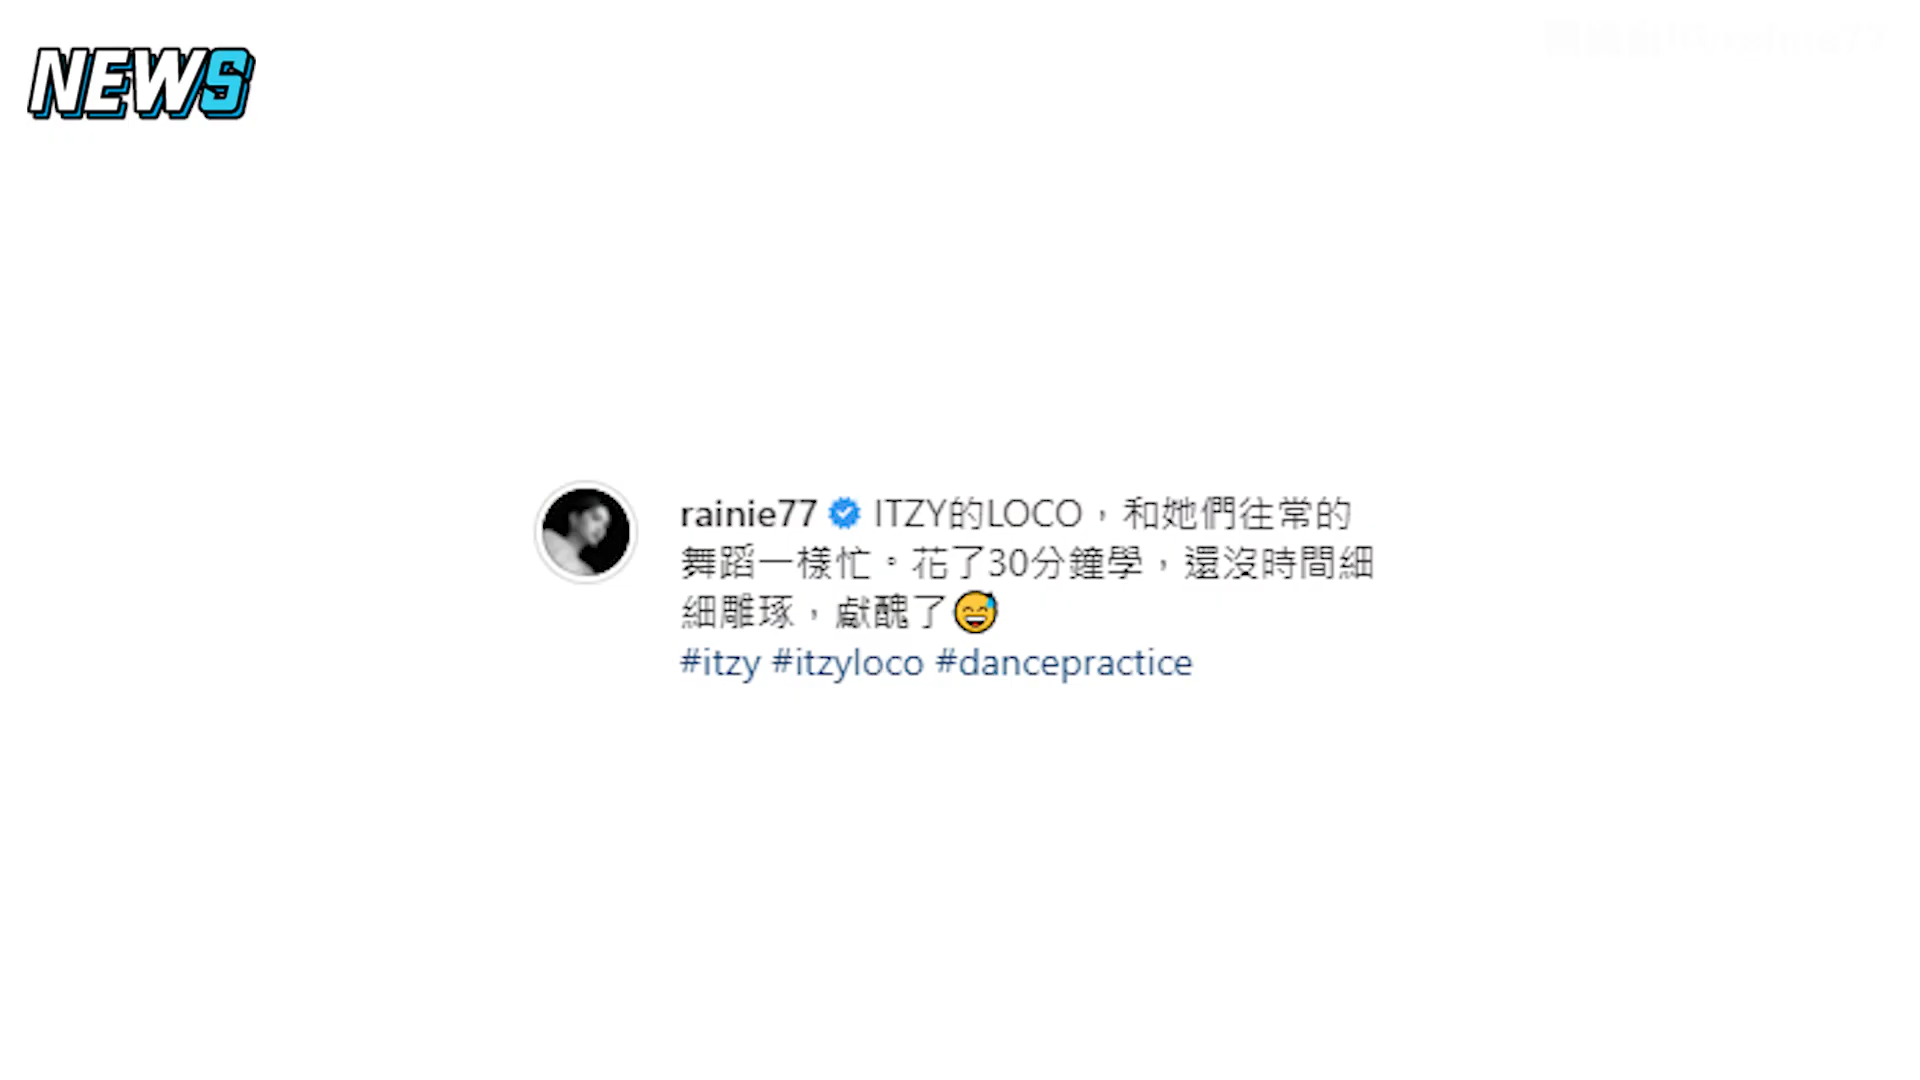 NEWS
rainie77 ITZY的LOCO，和她們往常的
舞蹈一樣忙。花了30分鐘學，還沒時間細
細雕琢，獻醜了😅
#itzy #itzyloco #dancepractice